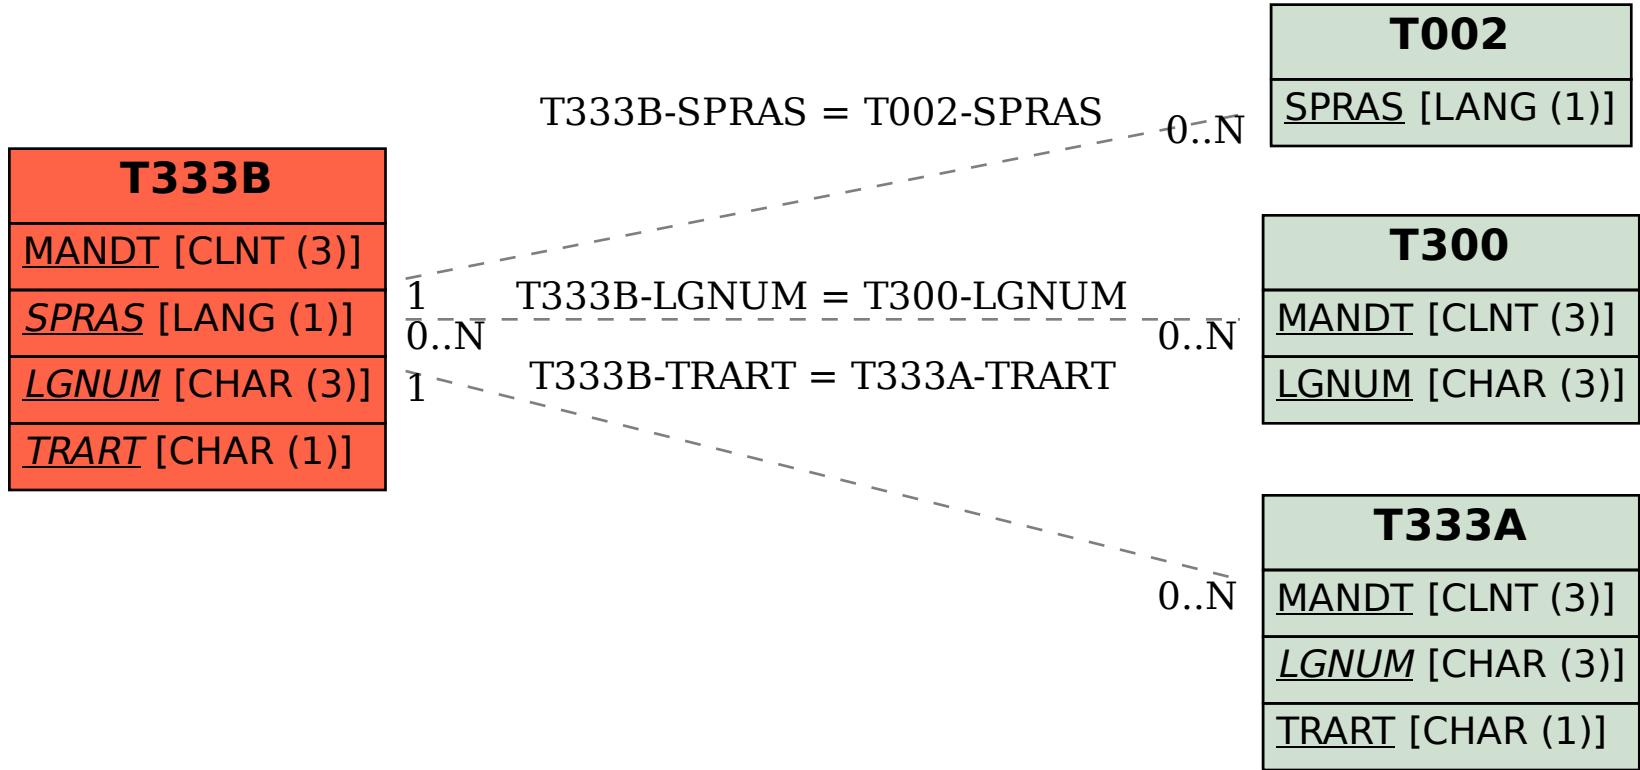 T002
SPRAS [LANG (1)]
T333B-SPRAS = T002-SPRAS
0..N
T333B
MANDT [CLNT (3)]
SPRAS [LANG (1)]
LGNUM [CHAR (3)]
TRART [CHAR (1)]
1
T333B-LGNUM = T300-LGNUM
0..N
0..N
T333B-TRART = T333A-TRART
1
0..N
T300
MANDT [CLNT (3)]
LGNUM [CHAR (3)]
T333A
MANDT [CLNT (3)]
LGNUM [CHAR (3)]
TRART [CHAR (1)]